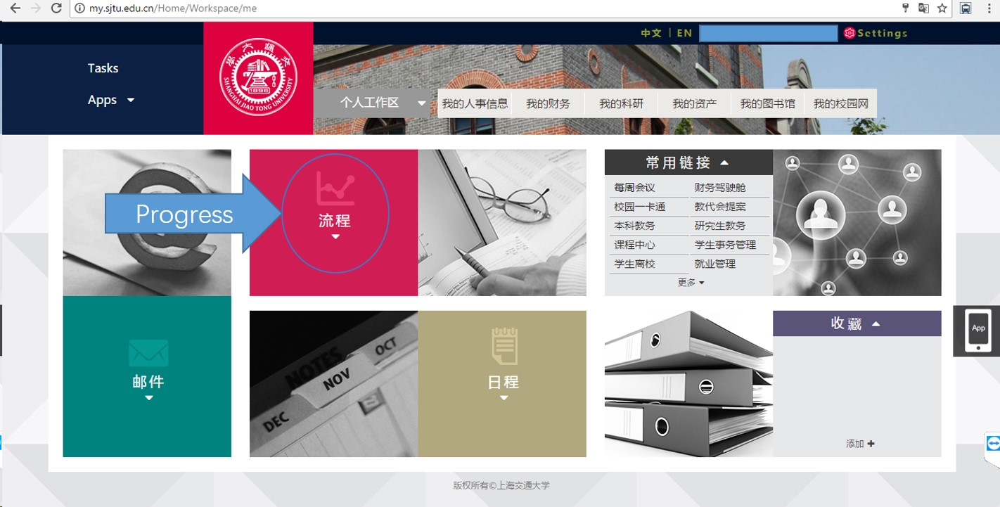 my.sjtu.edu.cn/Home/Workspace/me
中文 | EN
Settings
Tasks
Apps
SHANGHAI JIAO TONG UNIVERSITY
1896
个人工作区
我的人事信息
我的财务
我的科研
我的资产
我的图书馆
我的校园网
Progress
流程
常用链接
每周会议 财务驾驶舱
校园一卡通 教代会提案
本科教务 研究生教务
课程中心 学生事务管理
学生离校 就业管理
更多
邮件
NOTES
OCT
NOV
DEC
日程
收藏
添加
App
版权所有©上海交通大学